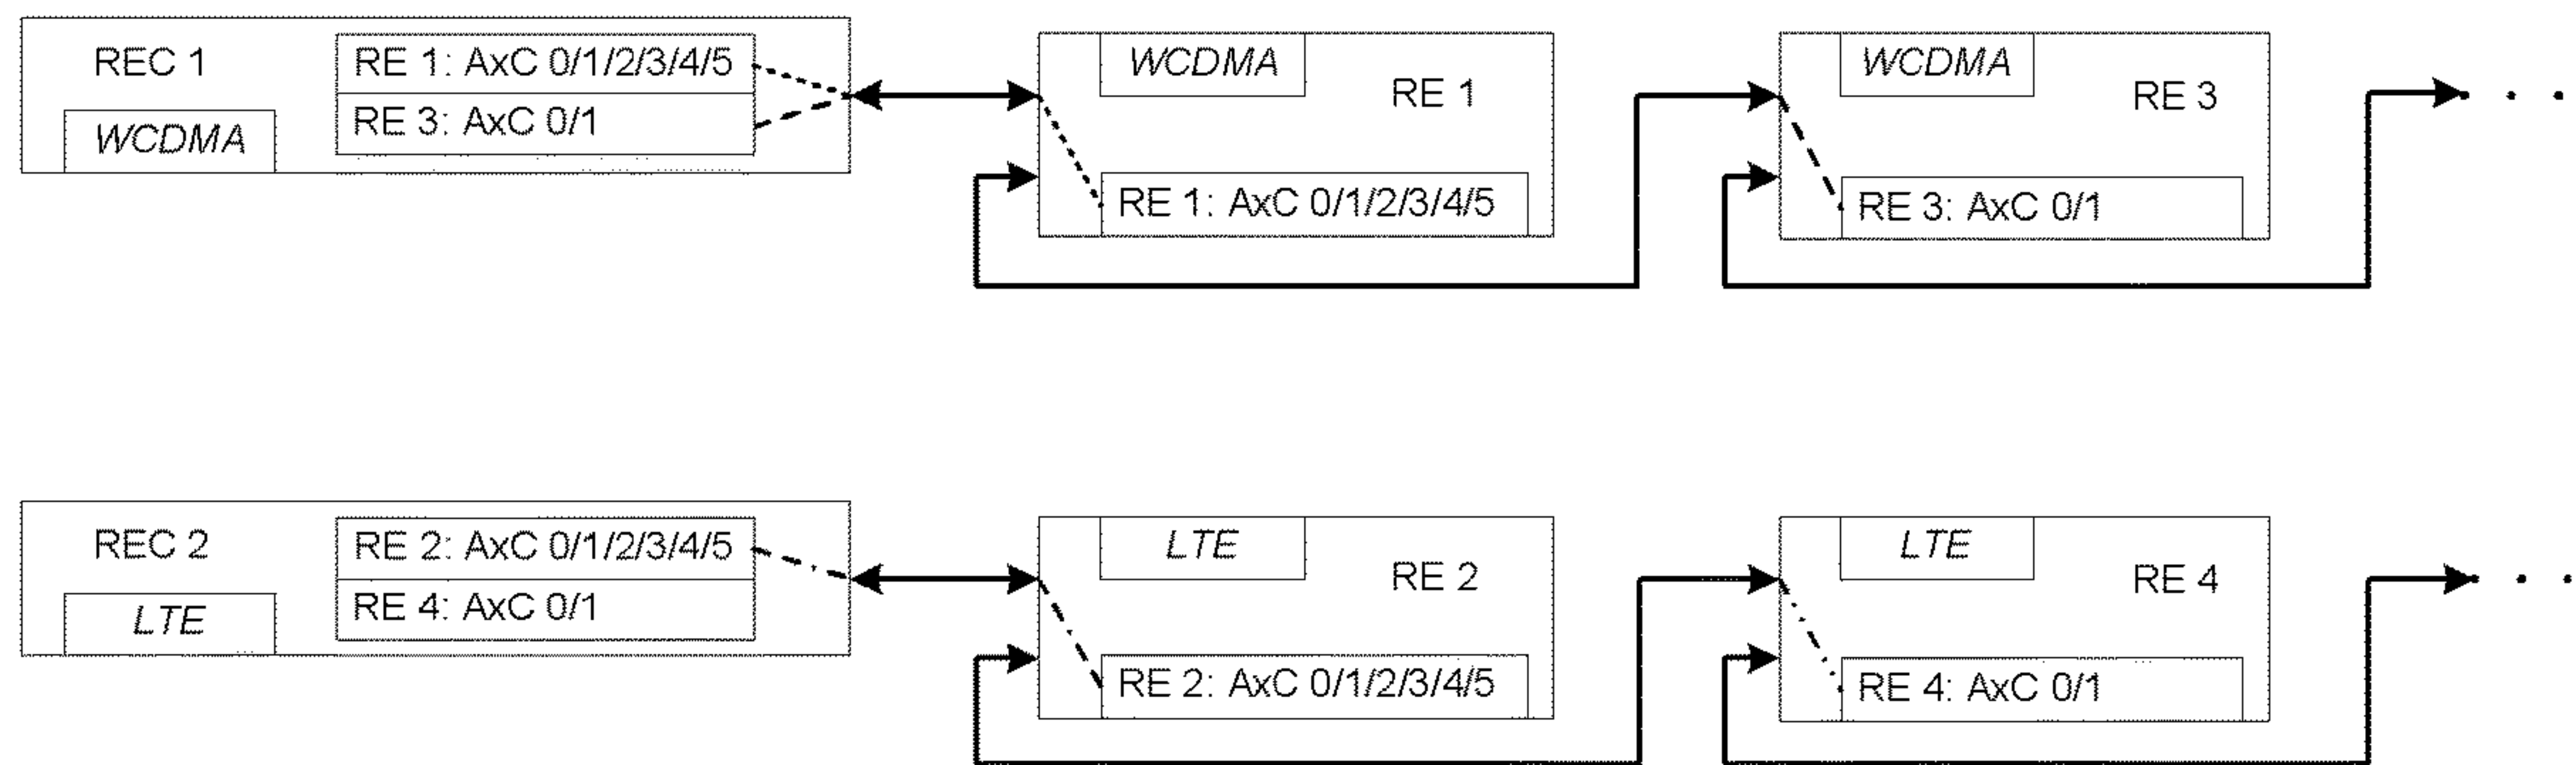 REC 1
WCDMA
RE 1: AxC 0/1/2/3/4/5
RE 3: AxC 0/1
WCDMA
RE 1
RE 1: AxC 0/1/2/3/4/5
WCDMA
RE 3
RE 3: AxC 0/1
. . .
REC 2
LTE
RE 2: AxC 0/1/2/3/4/5
RE 4: AxC 0/1
LTE
RE 2
RE 2: AxC 0/1/2/3/4/5
LTE
RE 4
RE 4: AxC 0/1
. . .